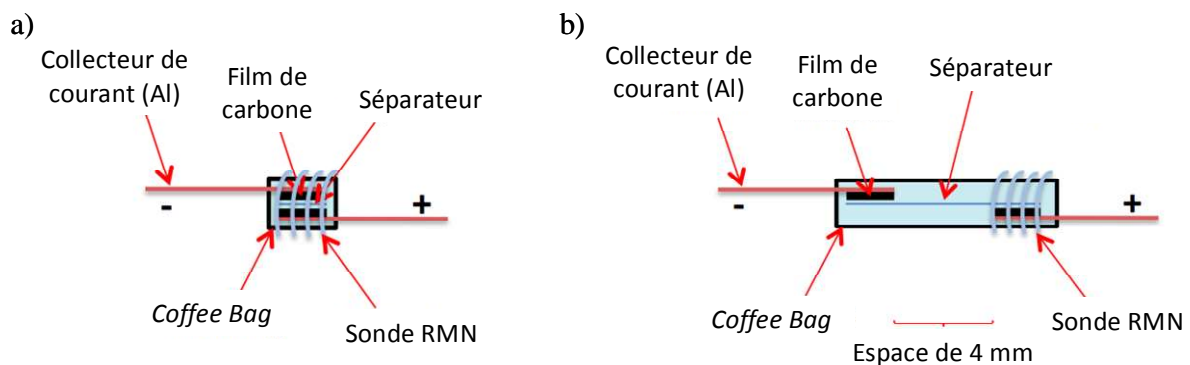 a)
Collecteur de
courant (Al)
Film de
carbone
Séparateur
-
+
Coffee Bag
Sonde RMN
b)
Collecteur de
courant (Al)
Film de
carbone
Séparateur
-
+
Coffee Bag
Sonde RMN
Espace de 4 mm